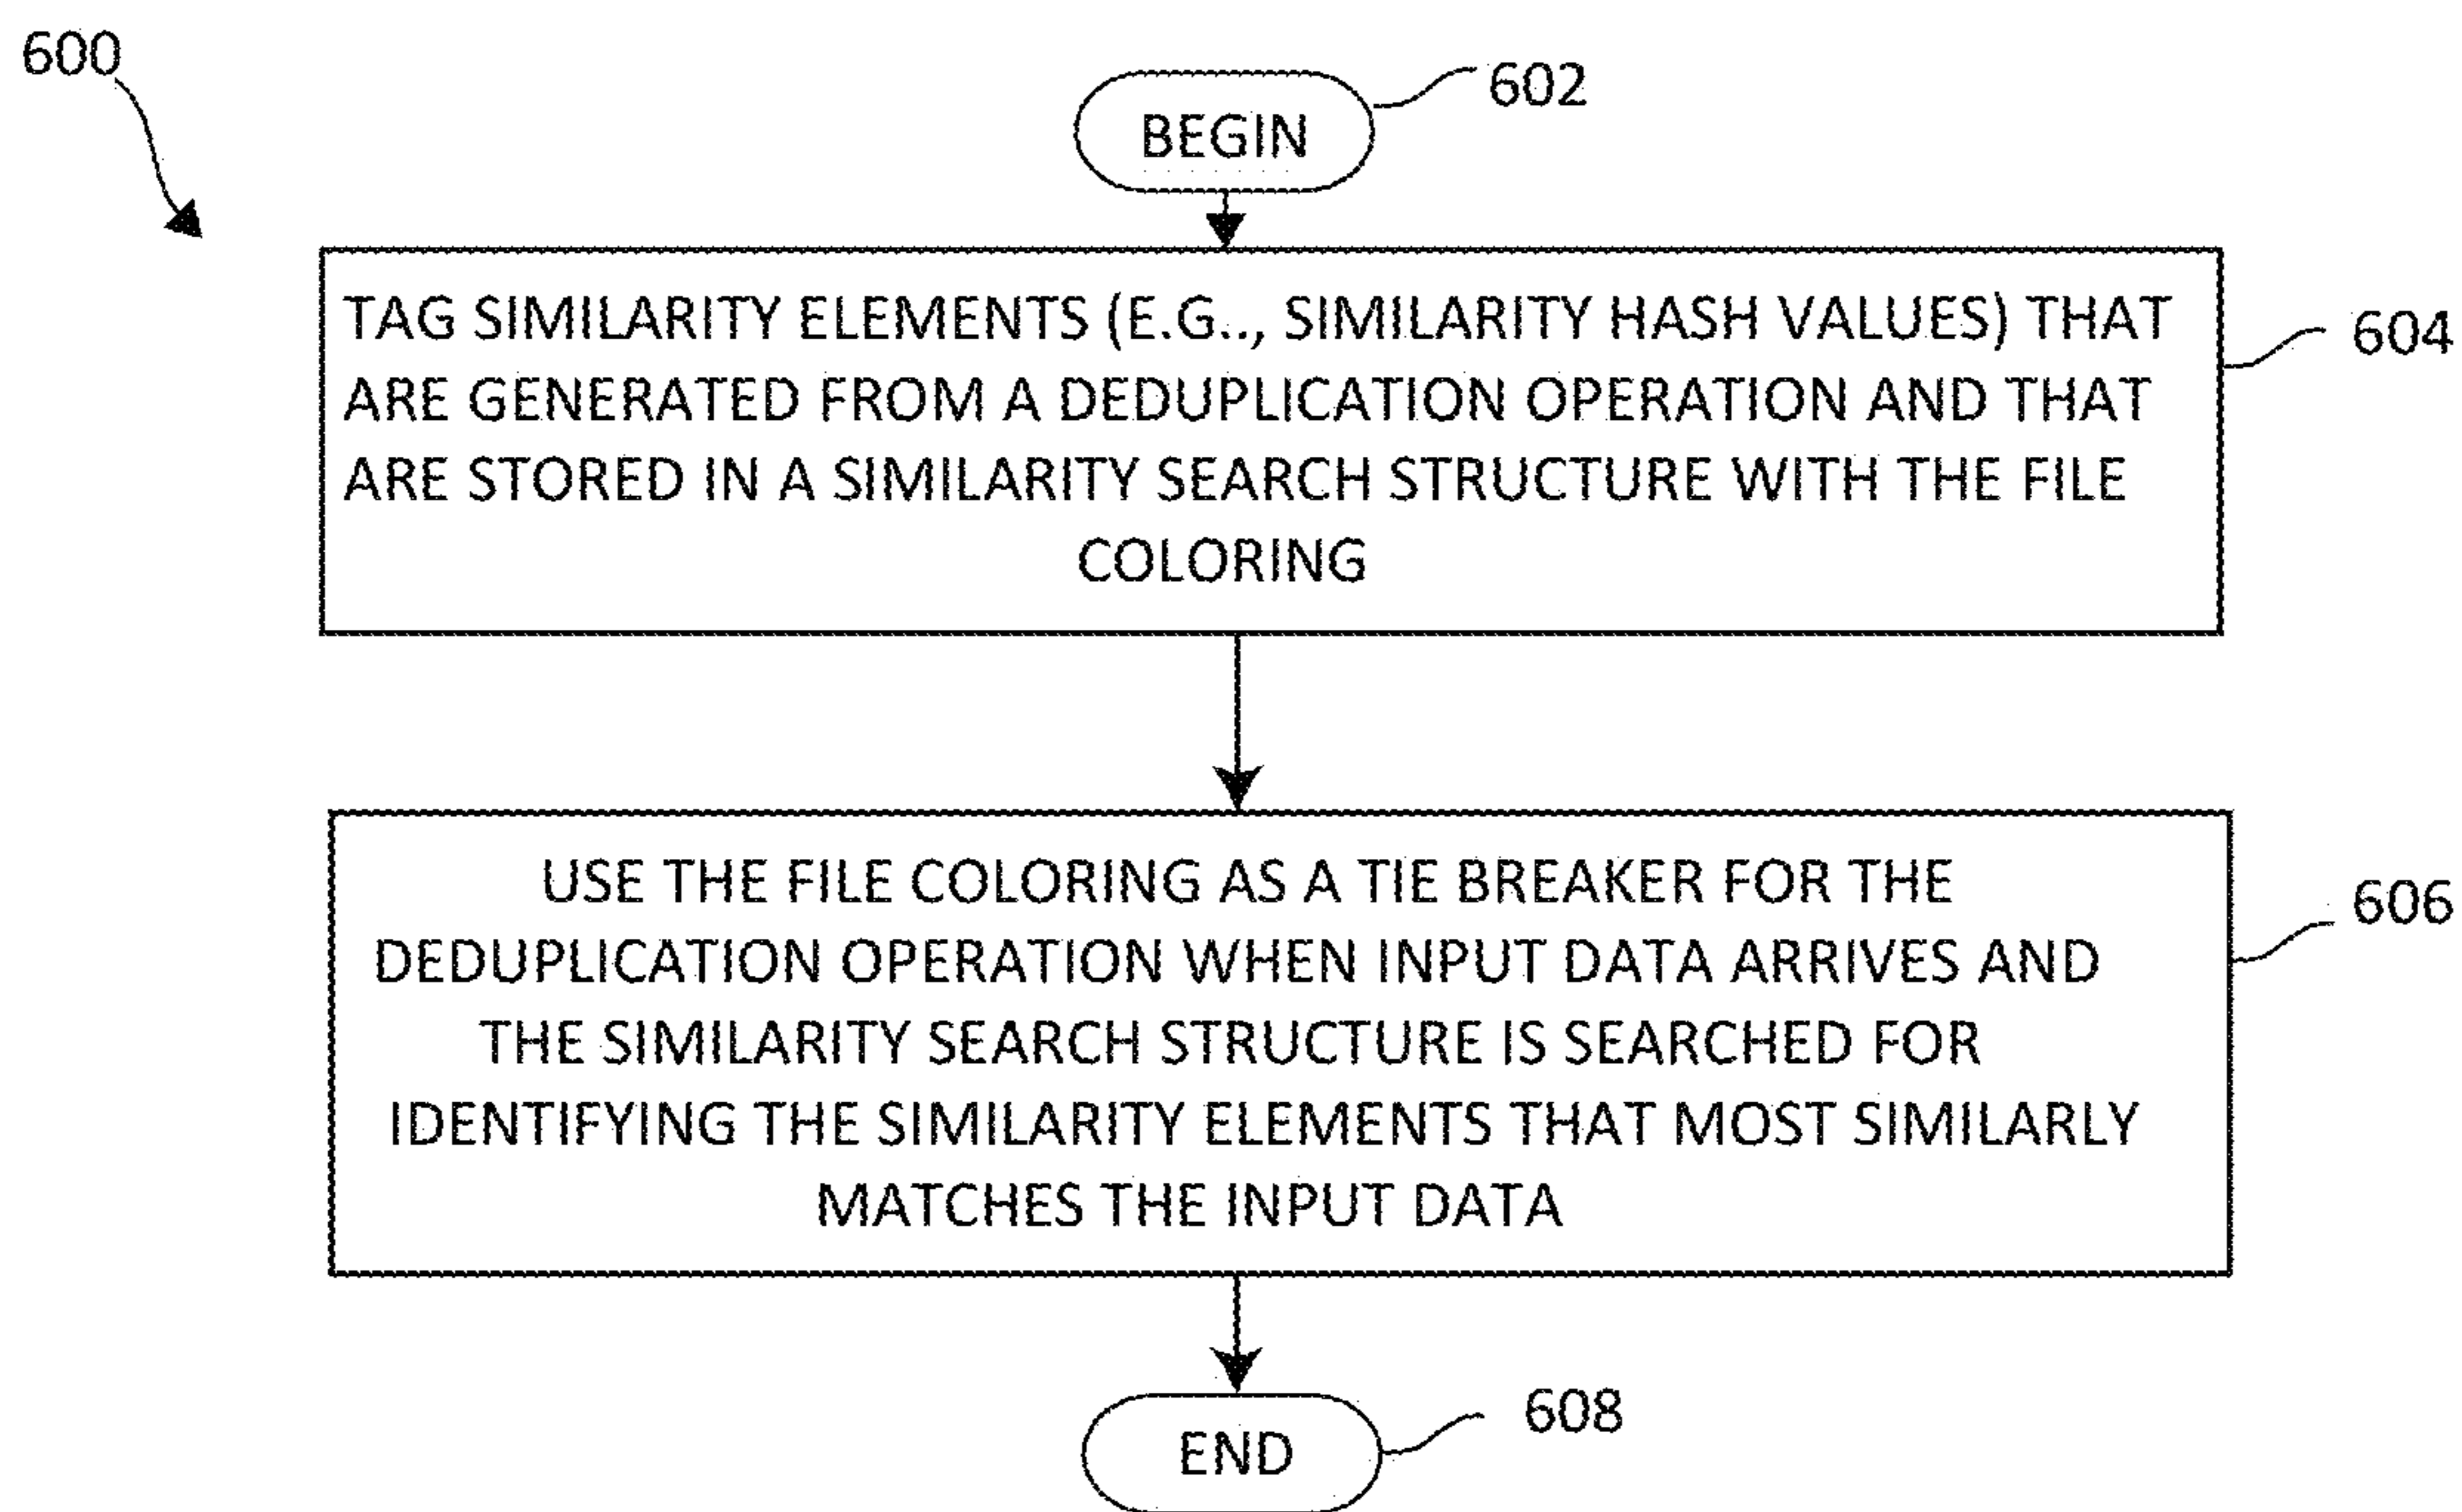 600
602
BEGIN
TAG SIMILARITY ELEMENTS (E.G.., SIMILARITY HASH VALUES) THAT
ARE GENERATED FROM A DEDUPLICATION OPERATION AND THAT
ARE STORED IN A SIMILARITY SEARCH STRUCTURE WITH THE FILE
COLORING
604
USE THE FILE COLORING AS A TIE BREAKER FOR THE
DEDUPLICATION OPERATION WHEN INPUT DATA ARRIVES AND
THE SIMILARITY SEARCH STRUCTURE IS SEARCHED FOR
IDENTIFYING THE SIMILARITY ELEMENTS THAT MOST SIMILARLY
MATCHES THE INPUT DATA
606
END
608